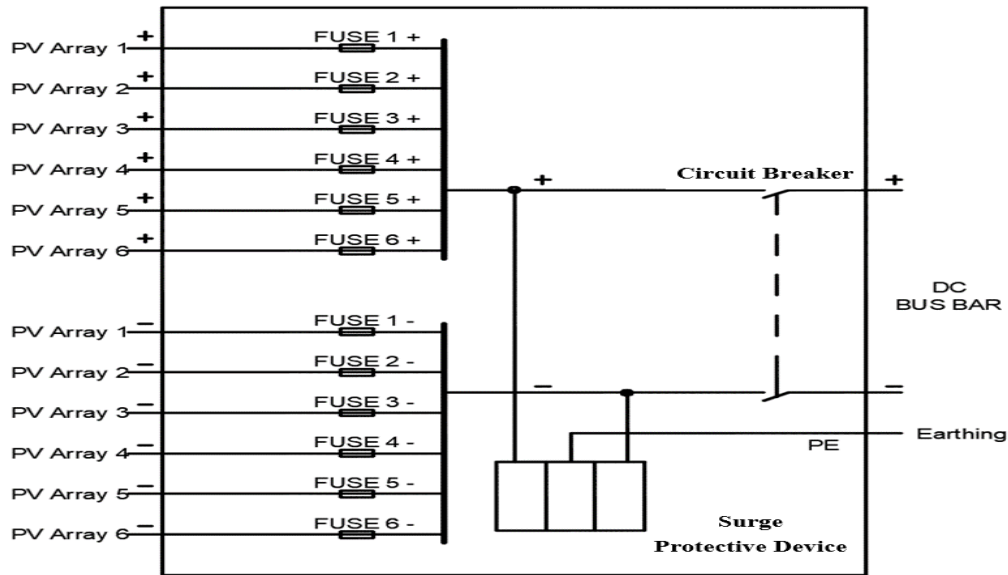 PV Array 1 + FUSE 1 +
PV Array 2 + FUSE 2 +
PV Array 3 + FUSE 3 +
PV Array 4 + FUSE 4 +
PV Array 5 + FUSE 5 +
PV Array 6 + FUSE 6 +
+ Circuit Breaker +
DC
BUS BAR
PV Array 1 − FUSE 1 -
PV Array 2 − FUSE 2 -
PV Array 3 − FUSE 3 -
PV Array 4 − FUSE 4 -
PV Array 5 − FUSE 5 -
PV Array 6 − FUSE 6 -
− −
PE Earthing
Surge
Protective Device